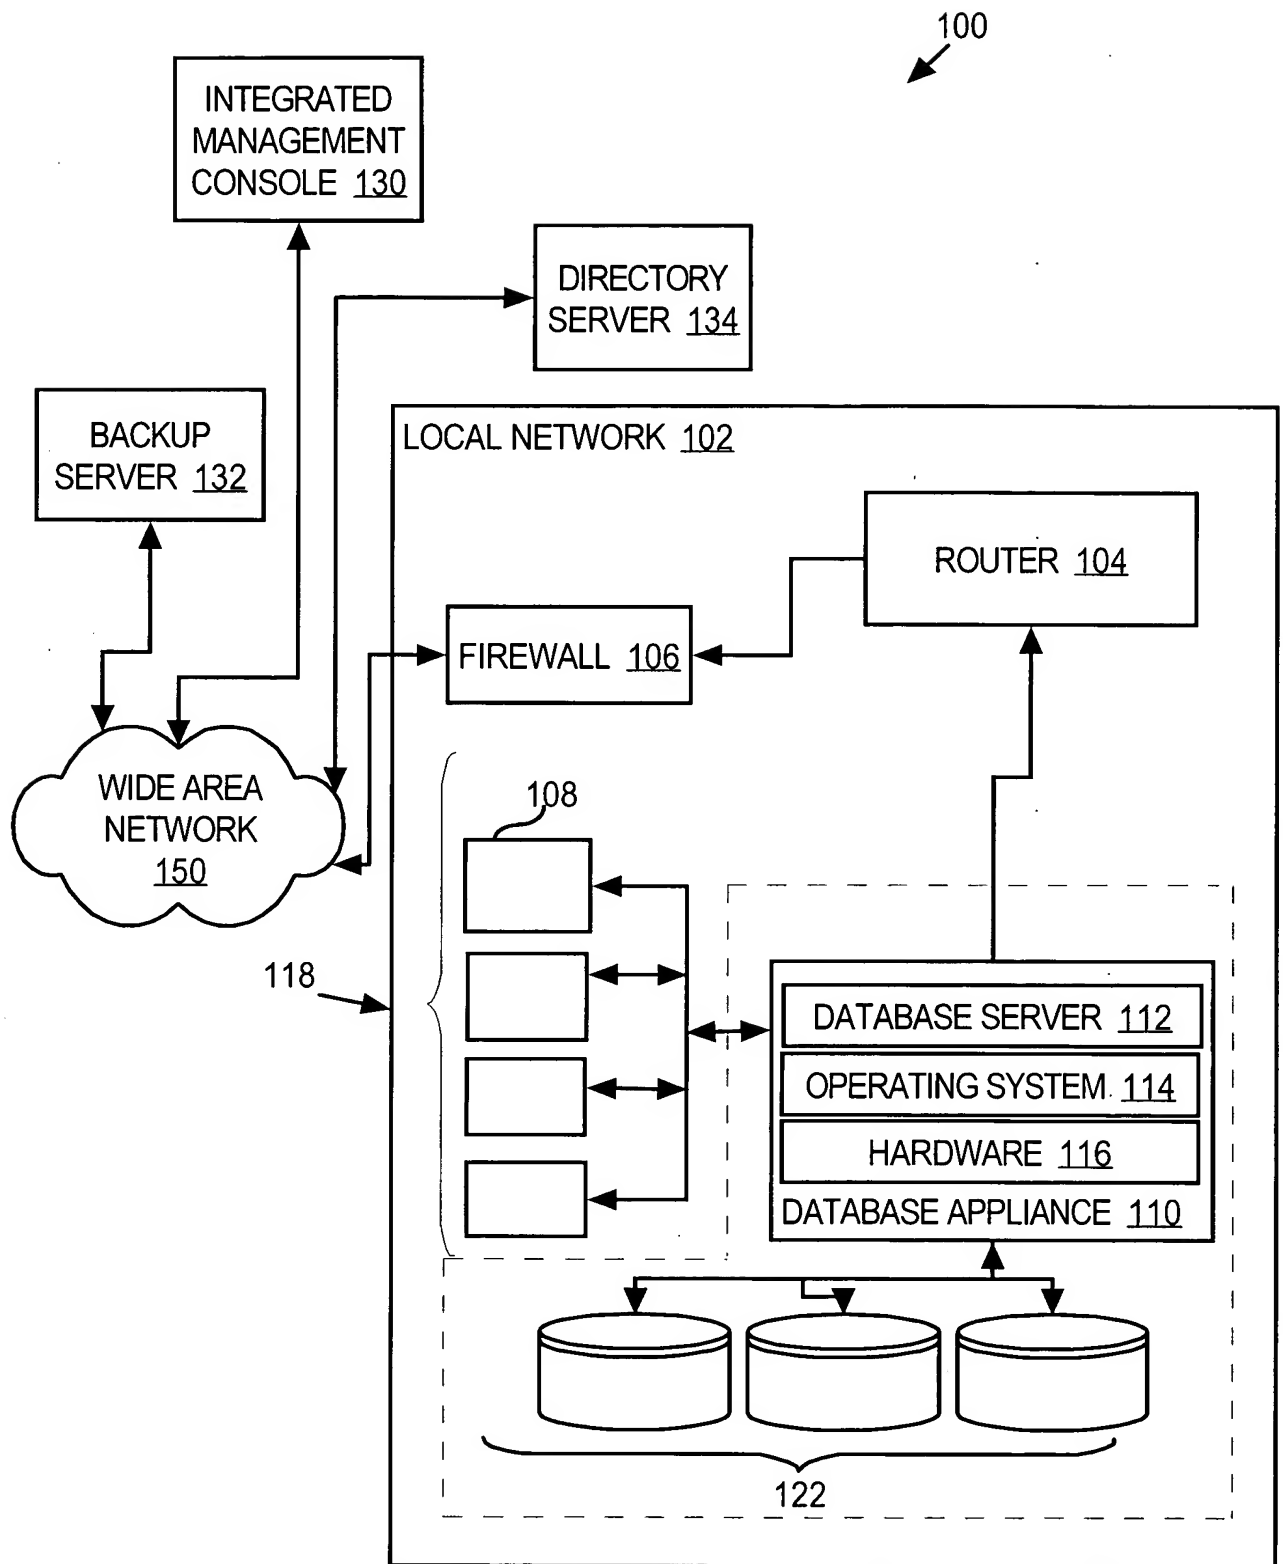 100
INTEGRATED
MANAGEMENT
CONSOLE 130
DIRECTORY
SERVER 134
BACKUP
SERVER 132
LOCAL NETWORK 102
ROUTER 104
FIREWALL 106
WIDE AREA
NETWORK
150
108
118
DATABASE SERVER 112
OPERATING SYSTEM 114
HARDWARE 116
DATABASE APPLIANCE 110
122